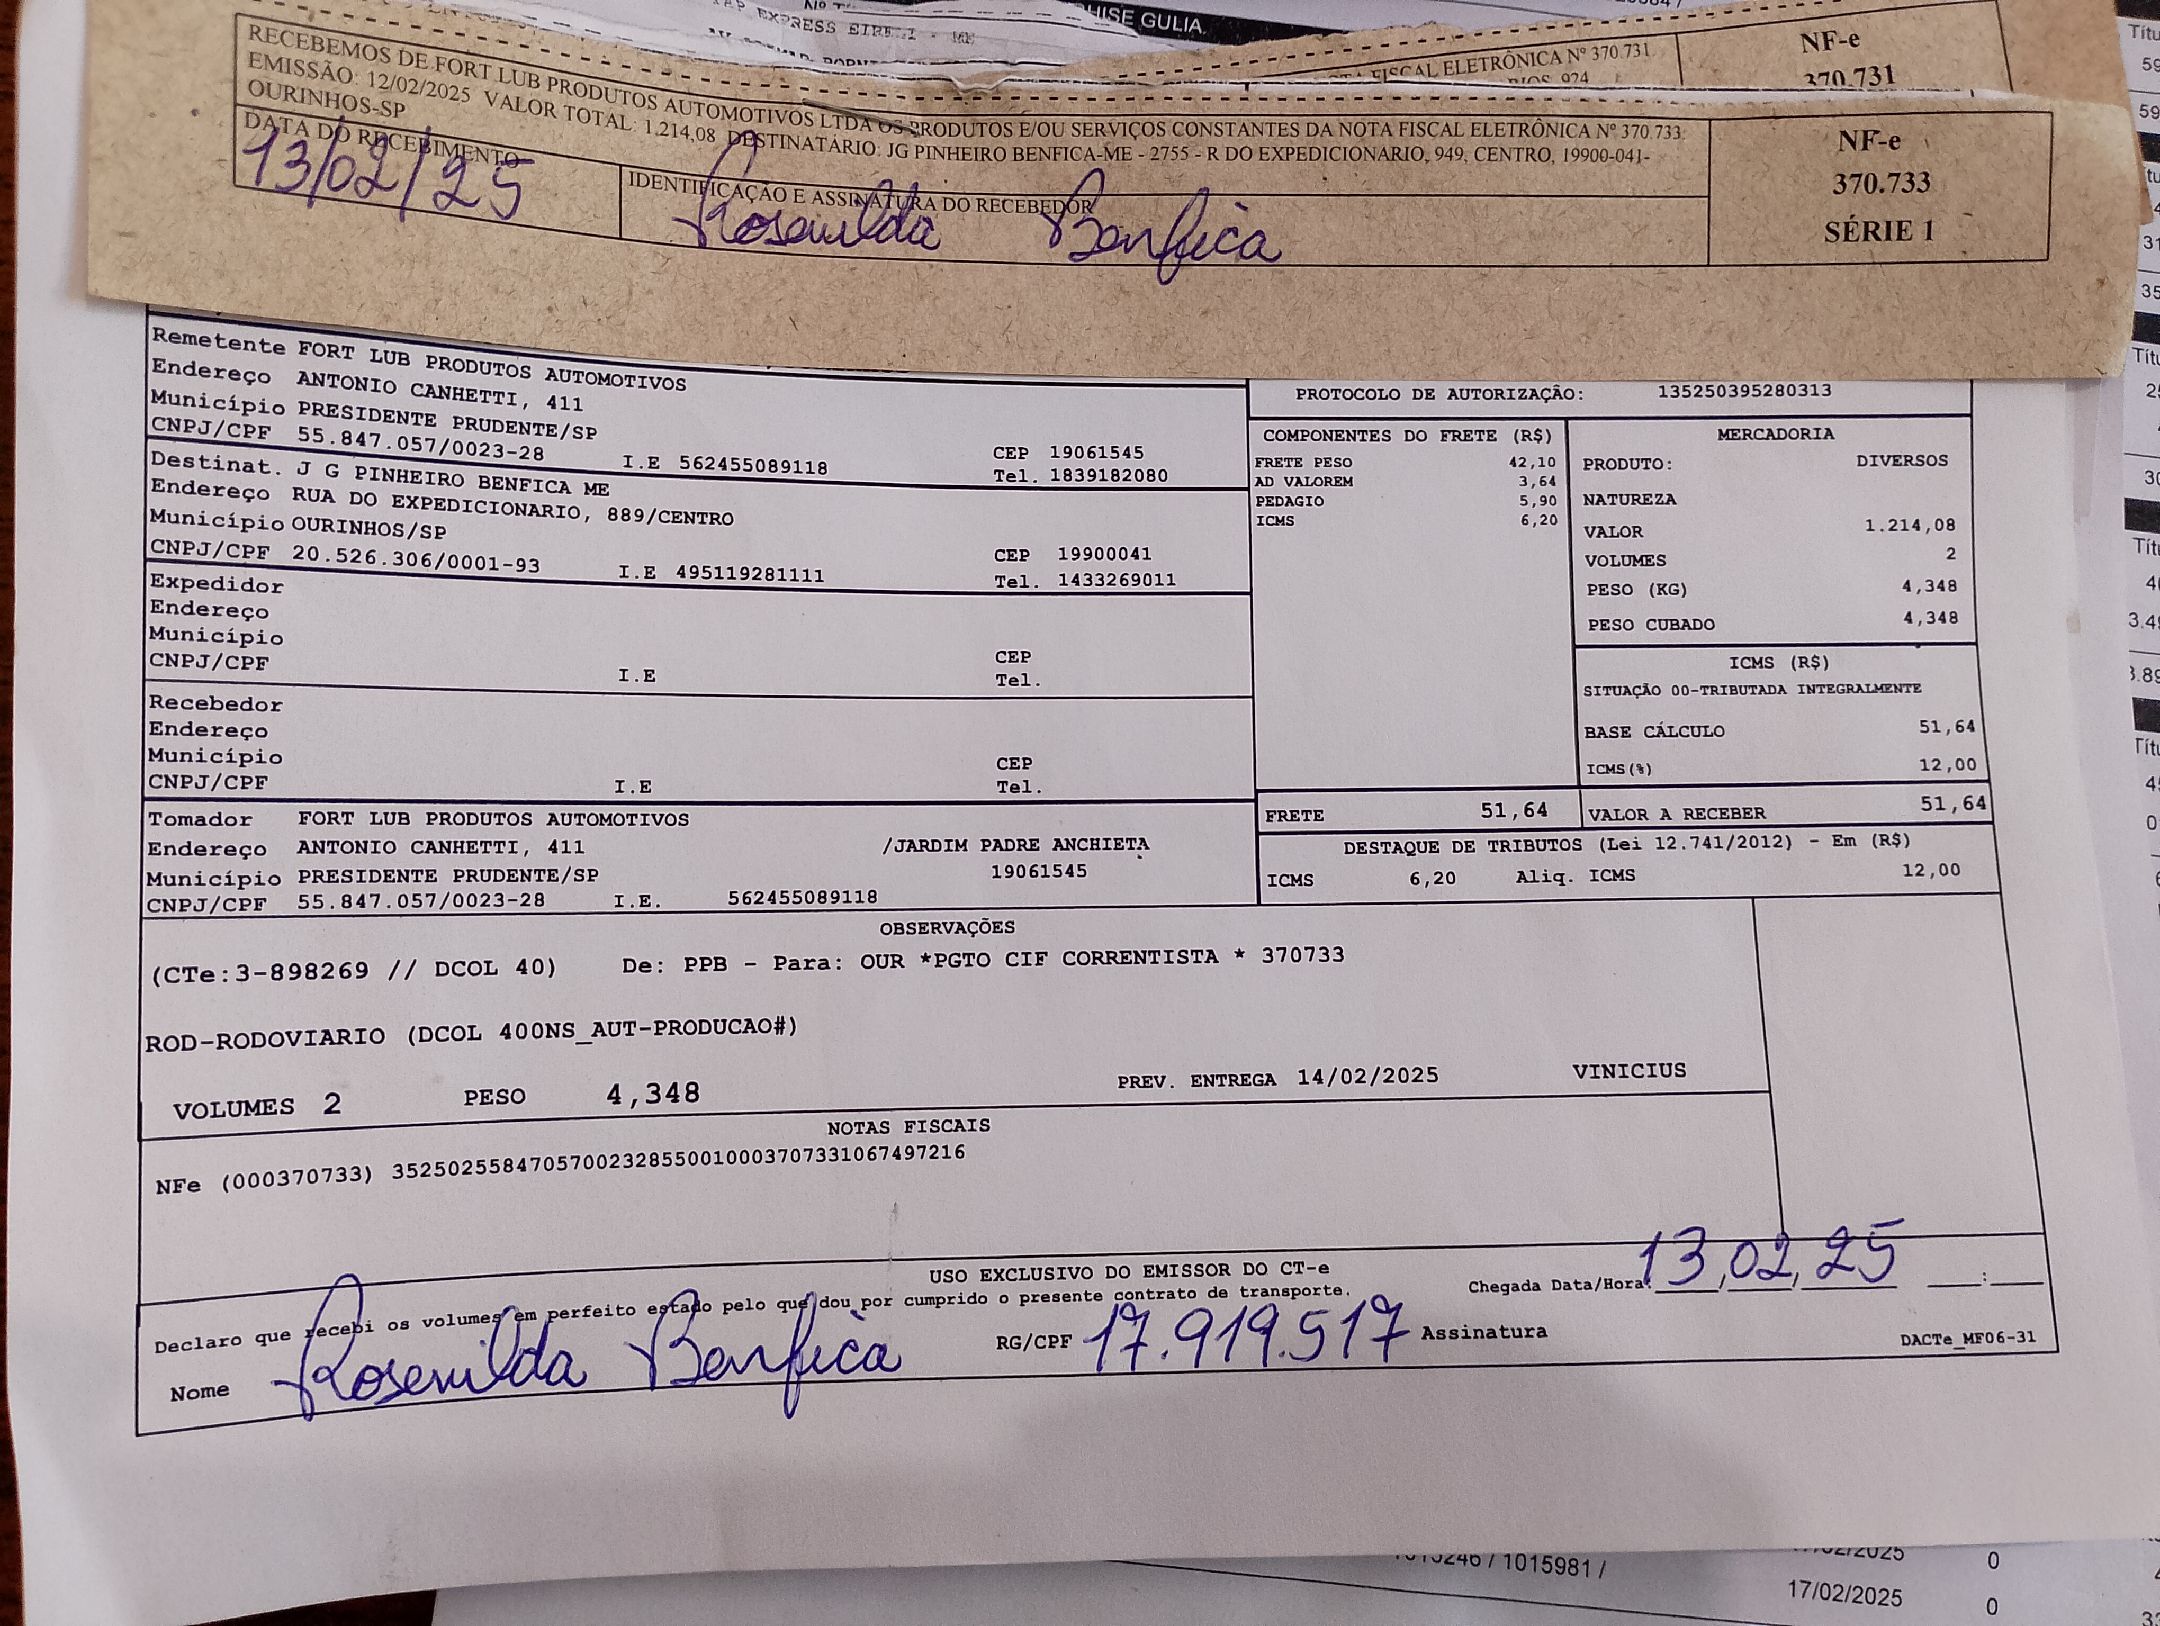 HISE GULIA
EXPRESS EIRELI - ME
FISCAL ELETRÔNICA Nº 370.731
NF-e
370.731
RECEBEMOS DE FORT LUB PRODUTOS AUTOMOTIVOS LTDA OS PRODUTOS E/OU SERVIÇOS CONSTANTES DA NOTA FISCAL ELETRÔNICA Nº 370.733.
EMISSÃO: 12/02/2025 VALOR TOTAL: 1.214,08 DESTINATÁRIO: JG PINHEIRO BENFICA-ME - 2755 - R DO EXPEDICIONARIO, 949, CENTRO, 19900-041-
OURINHOS-SP
DATA DO RECEBIMENTO
13/02/25
IDENTIFICAÇÃO E ASSINATURA DO RECEBEDOR
Rosenilda Benfica
NF-e
370.733
SÉRIE 1
Remetente FORT LUB PRODUTOS AUTOMOTIVOS
Endereço ANTONIO CANHETTI, 411
Município PRESIDENTE PRUDENTE/SP
CEP 19061545
CNPJ/CPF 55.847.057/0023-28 I.E 562455089118 Tel. 1839182080
Destinat. J G PINHEIRO BENFICA ME
Endereço RUA DO EXPEDICIONARIO, 889/CENTRO
Município OURINHOS/SP CEP 19900041
CNPJ/CPF 20.526.306/0001-93 I.E 495119281111 Tel. 1433269011
Expedidor
Endereço
Município CEP
CNPJ/CPF I.E Tel.
Recebedor
Endereço
Município CEP
CNPJ/CPF I.E Tel.
Tomador FORT LUB PRODUTOS AUTOMOTIVOS
Endereço ANTONIO CANHETTI, 411 /JARDIM PADRE ANCHIETA
Município PRESIDENTE PRUDENTE/SP 19061545
CNPJ/CPF 55.847.057/0023-28 I.E. 562455089118
PROTOCOLO DE AUTORIZAÇÃO: 135250395280313
COMPONENTES DO FRETE (R$)
FRETE PESO 42,10
AD VALOREM 3,64
PEDAGIO 5,90
ICMS 6,20
MERCADORIA
PRODUTO: DIVERSOS
NATUREZA
VALOR 1.214,08
VOLUMES 2
PESO (KG) 4,348
PESO CUBADO 4,348
ICMS (R$)
SITUAÇÃO 00-TRIBUTADA INTEGRALMENTE
BASE CÁLCULO 51,64
ICMS(%) 12,00
FRETE 51,64 VALOR A RECEBER 51,64
DESTAQUE DE TRIBUTOS (Lei 12.741/2012) - Em (R$)
ICMS 6,20 Aliq. ICMS 12,00
OBSERVAÇÕES
(CTe:3-898269 // DCOL 40) De: PPB - Para: OUR *PGTO CIF CORRENTISTA * 370733
ROD-RODOVIARIO (DCOL 400NS_AUT-PRODUCAO#)
VOLUMES 2 PESO 4,348 PREV. ENTREGA 14/02/2025 VINICIUS
NOTAS FISCAIS
NFe (000370733) 35250255847057002328550010003707331067497216
USO EXCLUSIVO DO EMISSOR DO CT-e
Declaro que recebi os volumes em perfeito estado pelo que dou por cumprido o presente contrato de transporte.
Chegada Data/Hora: 13,02,25 :
Nome Rosenilda Benfica RG/CPF 17.919.517 Assinatura
DACTe_MF06-31
1015981 /
17/02/2025
0
0